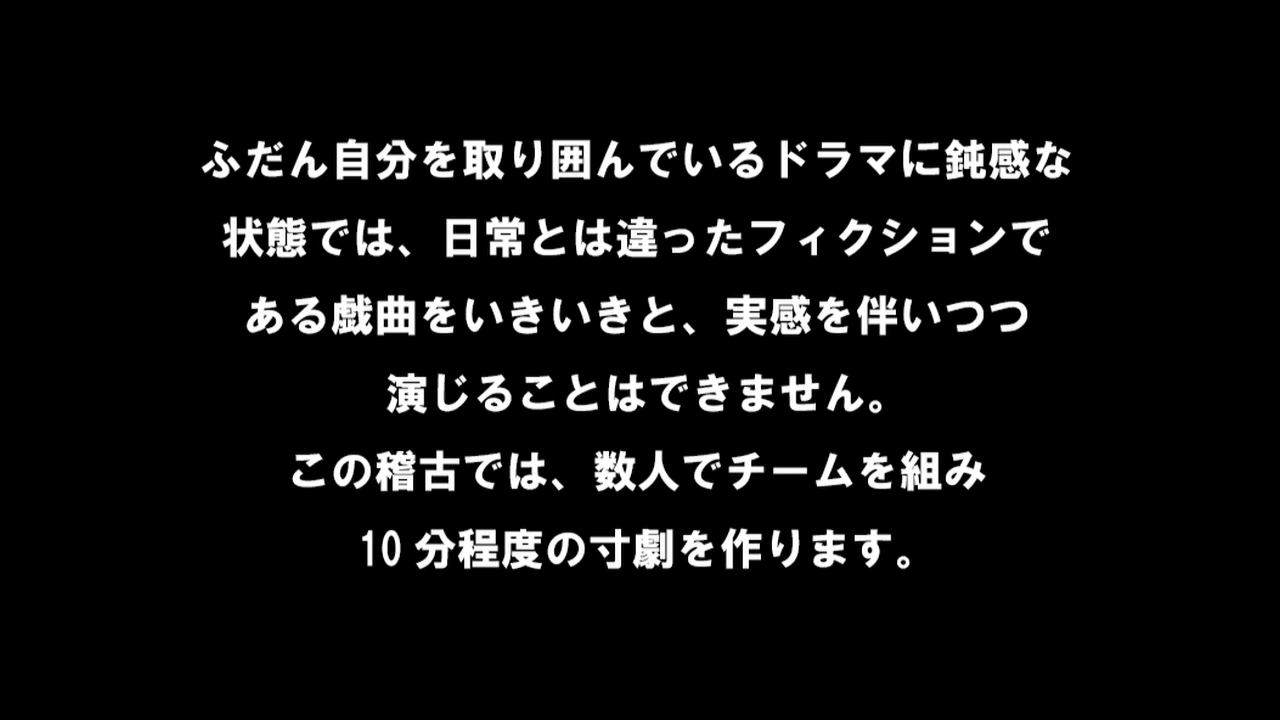 ふだん自分を取り囲んでいるドラマに鈍感な
状態では、日常とは違ったフィクションで
ある戯曲をいきいきと、実感を伴いつつ
演じることはできません。
この稽古では、数人でチームを組み
10分程度の寸劇を作ります。